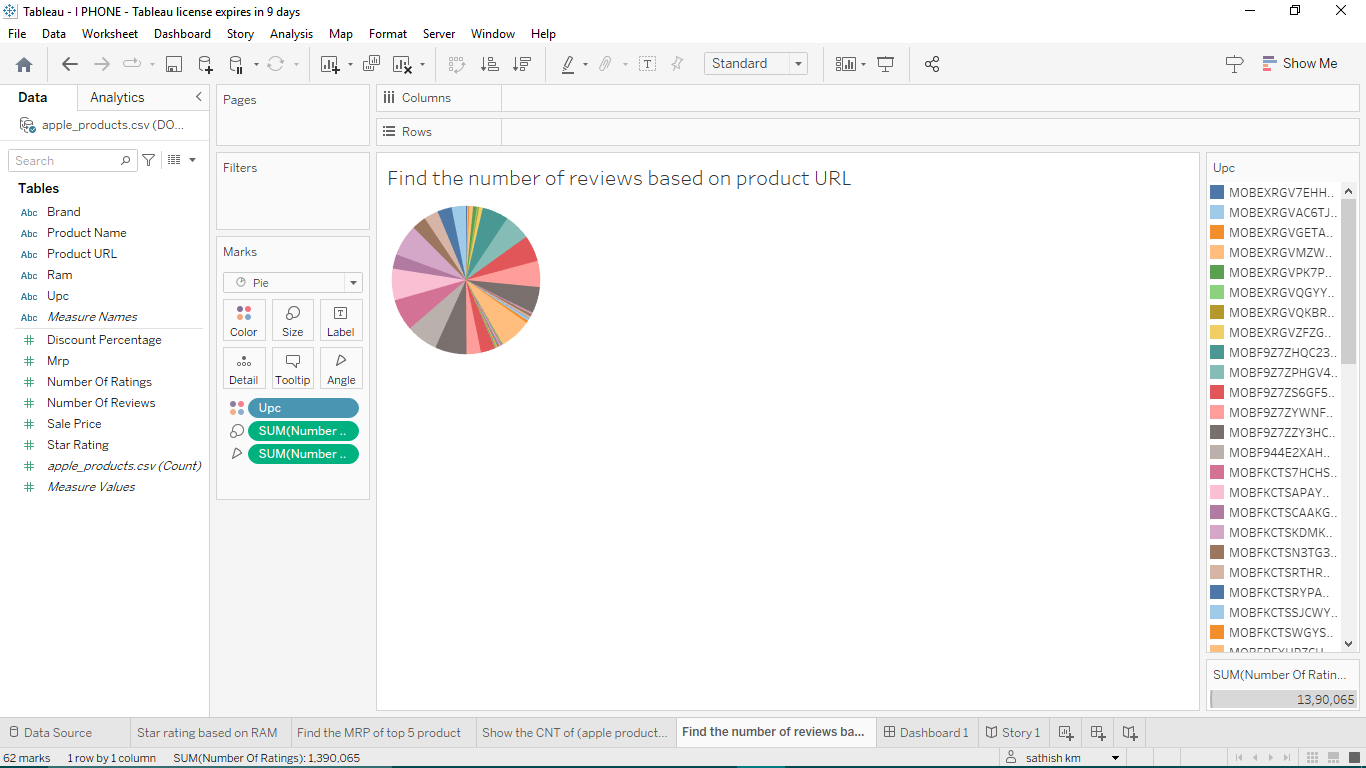 Tableau - I PHONE - Tableau license expires in 9 days
File Data Worksheet Dashboard Story Analysis Map Format Server Window Help
Standard
Show Me
Data Analytics
apple_products.csv (DO...
Search
Tables
Abc Brand
Abc Product Name
Abc Product URL
Abc Ram
Abc Upc
Abc Measure Names
# Discount Percentage
# Mrp
# Number Of Ratings
# Number Of Reviews
# Sale Price
# Star Rating
# apple_products.csv (Count)
# Measure Values
Pages
Filters
Marks
Pie
Color Size Label
Detail Tooltip Angle
Upc
SUM(Number ..
SUM(Number ..
Columns
Rows
Find the number of reviews based on product URL
Upc
MOBEXRGV7EHH..
MOBEXRGVAC6TJ..
MOBEXRGVGETA..
MOBEXRGVMZW..
MOBEXRGVPK7P..
MOBEXRGVQGYY..
MOBEXRGVQKBR..
MOBEXRGVZFZG..
MOBF9Z7ZHQC23..
MOBF9Z7ZPHGV4..
MOBF9Z7ZS6GF5..
MOBF9Z7ZYWNF..
MOBF9Z7ZZY3HC..
MOBF944E2XAH..
MOBFKCTS7HCHS..
MOBFKCTSAPAY..
MOBFKCTSCAAKG..
MOBFKCTSKDMK..
MOBFKCTSN3TG3..
MOBFKCTSRTHR..
MOBFKCTSRYPA..
MOBFKCTSSJCWY..
MOBFKCTSWGYS..
SUM(Number Of Ratin...
13,90,065
Data Source Star rating based on RAM Find the MRP of top 5 product Show the CNT of (apple product... Find the number of reviews ba... Dashboard 1 Story 1
62 marks 1 row by 1 column SUM(Number Of Ratings): 1,390,065 sathish km